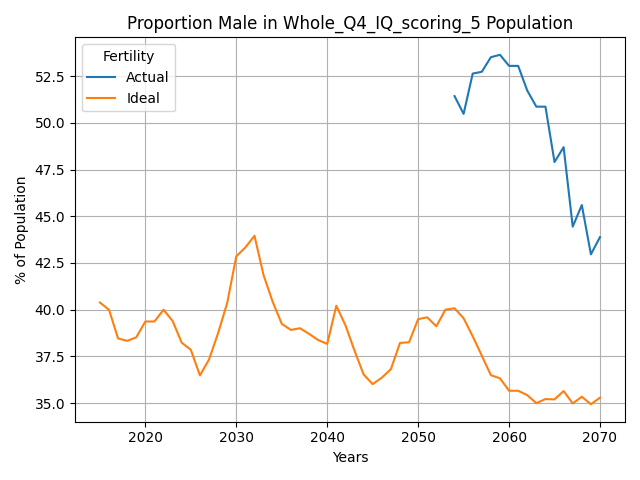 Proportion Male in Whole_Q4_IQ_scoring_5 Population
Fertility
Actual
Ideal
% of Population
52.5
50.0
47.5
45.0
42.5
40.0
37.5
35.0
2020 2030 2040 2050 2060 2070
Years